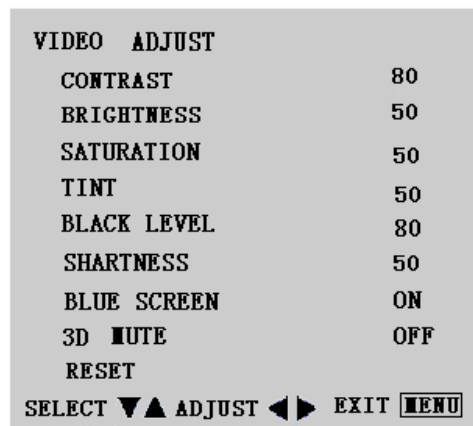 VIDEO ADJUST
CONTRAST 80
BRIGHTNESS 50
SATURATION 50
TINT 50
BLACK LEVEL 80
SHARTNESS 50
BLUE SCREEN ON
3D MUTE OFF
RESET
SELECT ▼▲ ADJUST ◀▶ EXIT MENU